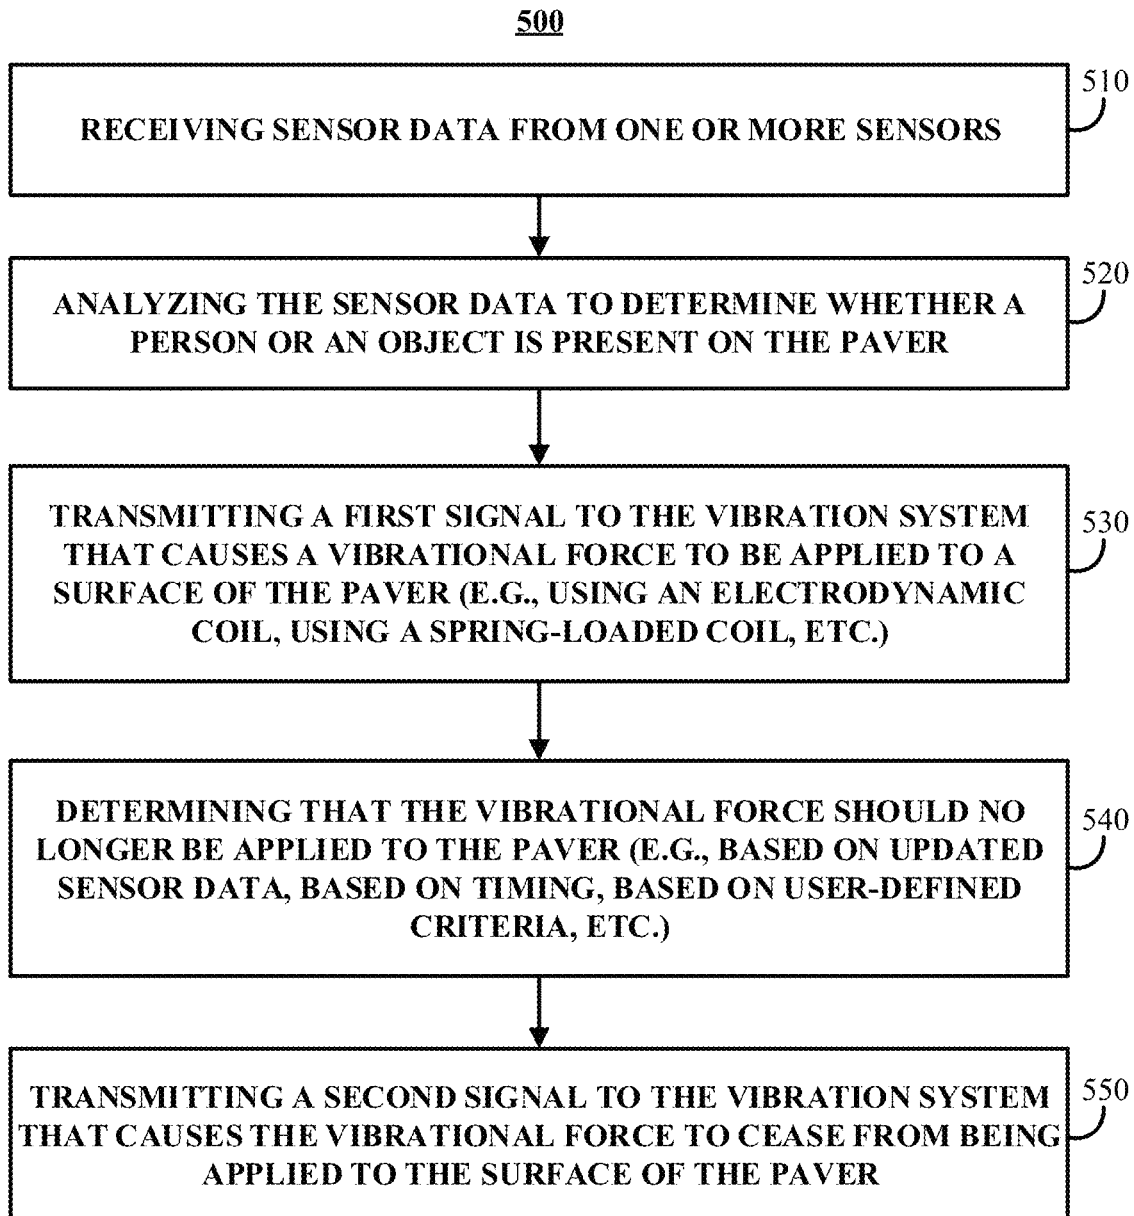 500
RECEIVING SENSOR DATA FROM ONE OR MORE SENSORS
510
ANALYZING THE SENSOR DATA TO DETERMINE WHETHER A
PERSON OR AN OBJECT IS PRESENT ON THE PAVER
520
TRANSMITTING A FIRST SIGNAL TO THE VIBRATION SYSTEM
THAT CAUSES A VIBRATIONAL FORCE TO BE APPLIED TO A
SURFACE OF THE PAVER (E.G., USING AN ELECTRODYNAMIC
COIL, USING A SPRING-LOADED COIL, ETC.)
530
DETERMINING THAT THE VIBRATIONAL FORCE SHOULD NO
LONGER BE APPLIED TO THE PAVER (E.G., BASED ON UPDATED
SENSOR DATA, BASED ON TIMING, BASED ON USER-DEFINED
CRITERIA, ETC.)
540
TRANSMITTING A SECOND SIGNAL TO THE VIBRATION SYSTEM
THAT CAUSES THE VIBRATIONAL FORCE TO CEASE FROM BEING
APPLIED TO THE SURFACE OF THE PAVER
550